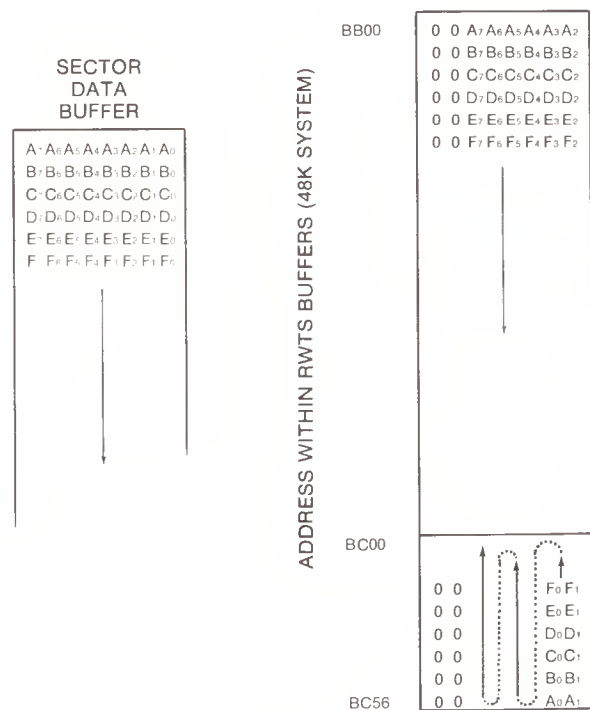 SECTOR
DATA
BUFFER
A7 A6 A5 A4 A3 A2 A1 A0
B7 B6 B5 B4 B3 B2 B1 B0
C7 C6 C5 C4 C3 C2 C1 C0
D7 D6 D5 D4 D3 D2 D1 D0
E7 E6 E5 E4 E3 E2 E1 E0
F F6 F5 F4 F3 F2 F1 F0
ADDRESS WITHIN RWTS BUFFERS (48K SYSTEM)
BB00
0 0 A7 A6 A5 A4 A3 A2
0 0 B7 B6 B5 B4 B3 B2
0 0 C7 C6 C5 C4 C3 C2
0 0 D7 D6 D5 D4 D3 D2
0 0 E7 E6 E5 E4 E3 E2
0 0 F7 F6 F5 F4 F3 F2
BC00
0 0 F0 F1
0 0 E0 E1
0 0 D0 D1
0 0 C0 C1
0 0 B0 B1
BC56
0 0 A0 A1